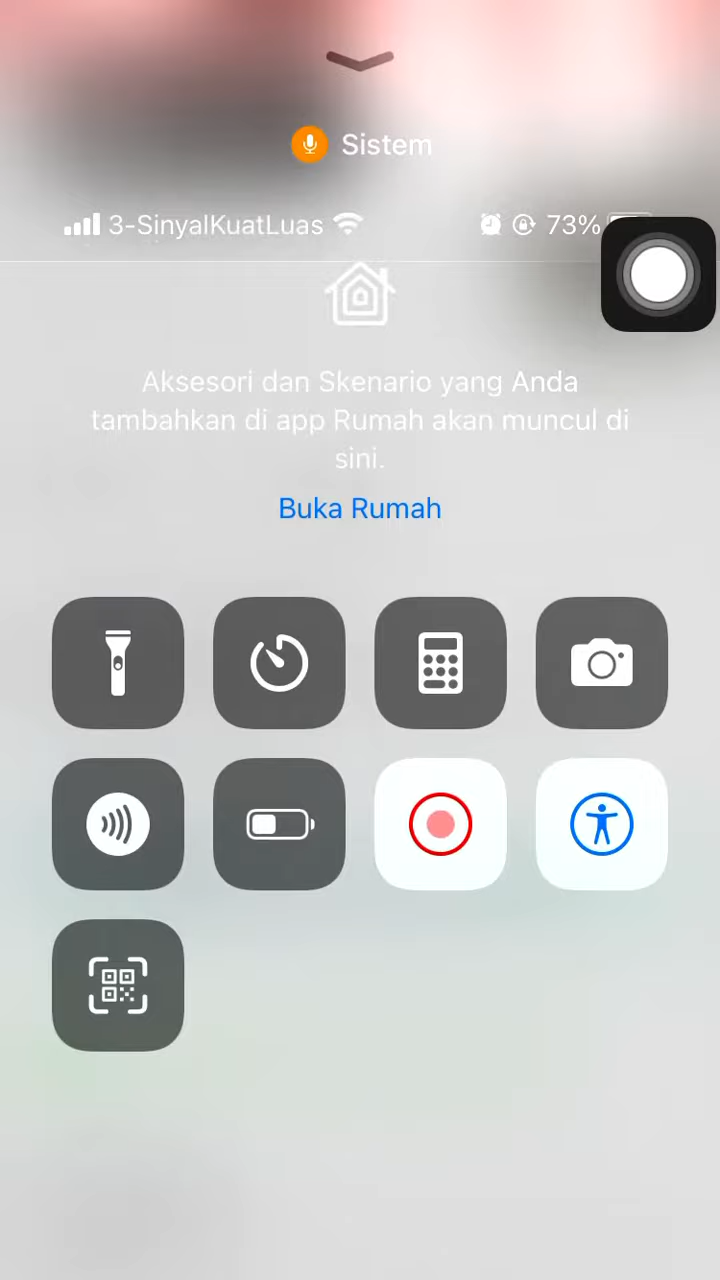 Sistem
3-SinyalKuatLuas 73%
Aksesori dan Skenario yang Anda
tambahkan di app Rumah akan muncul di
sini.
Buka Rumah